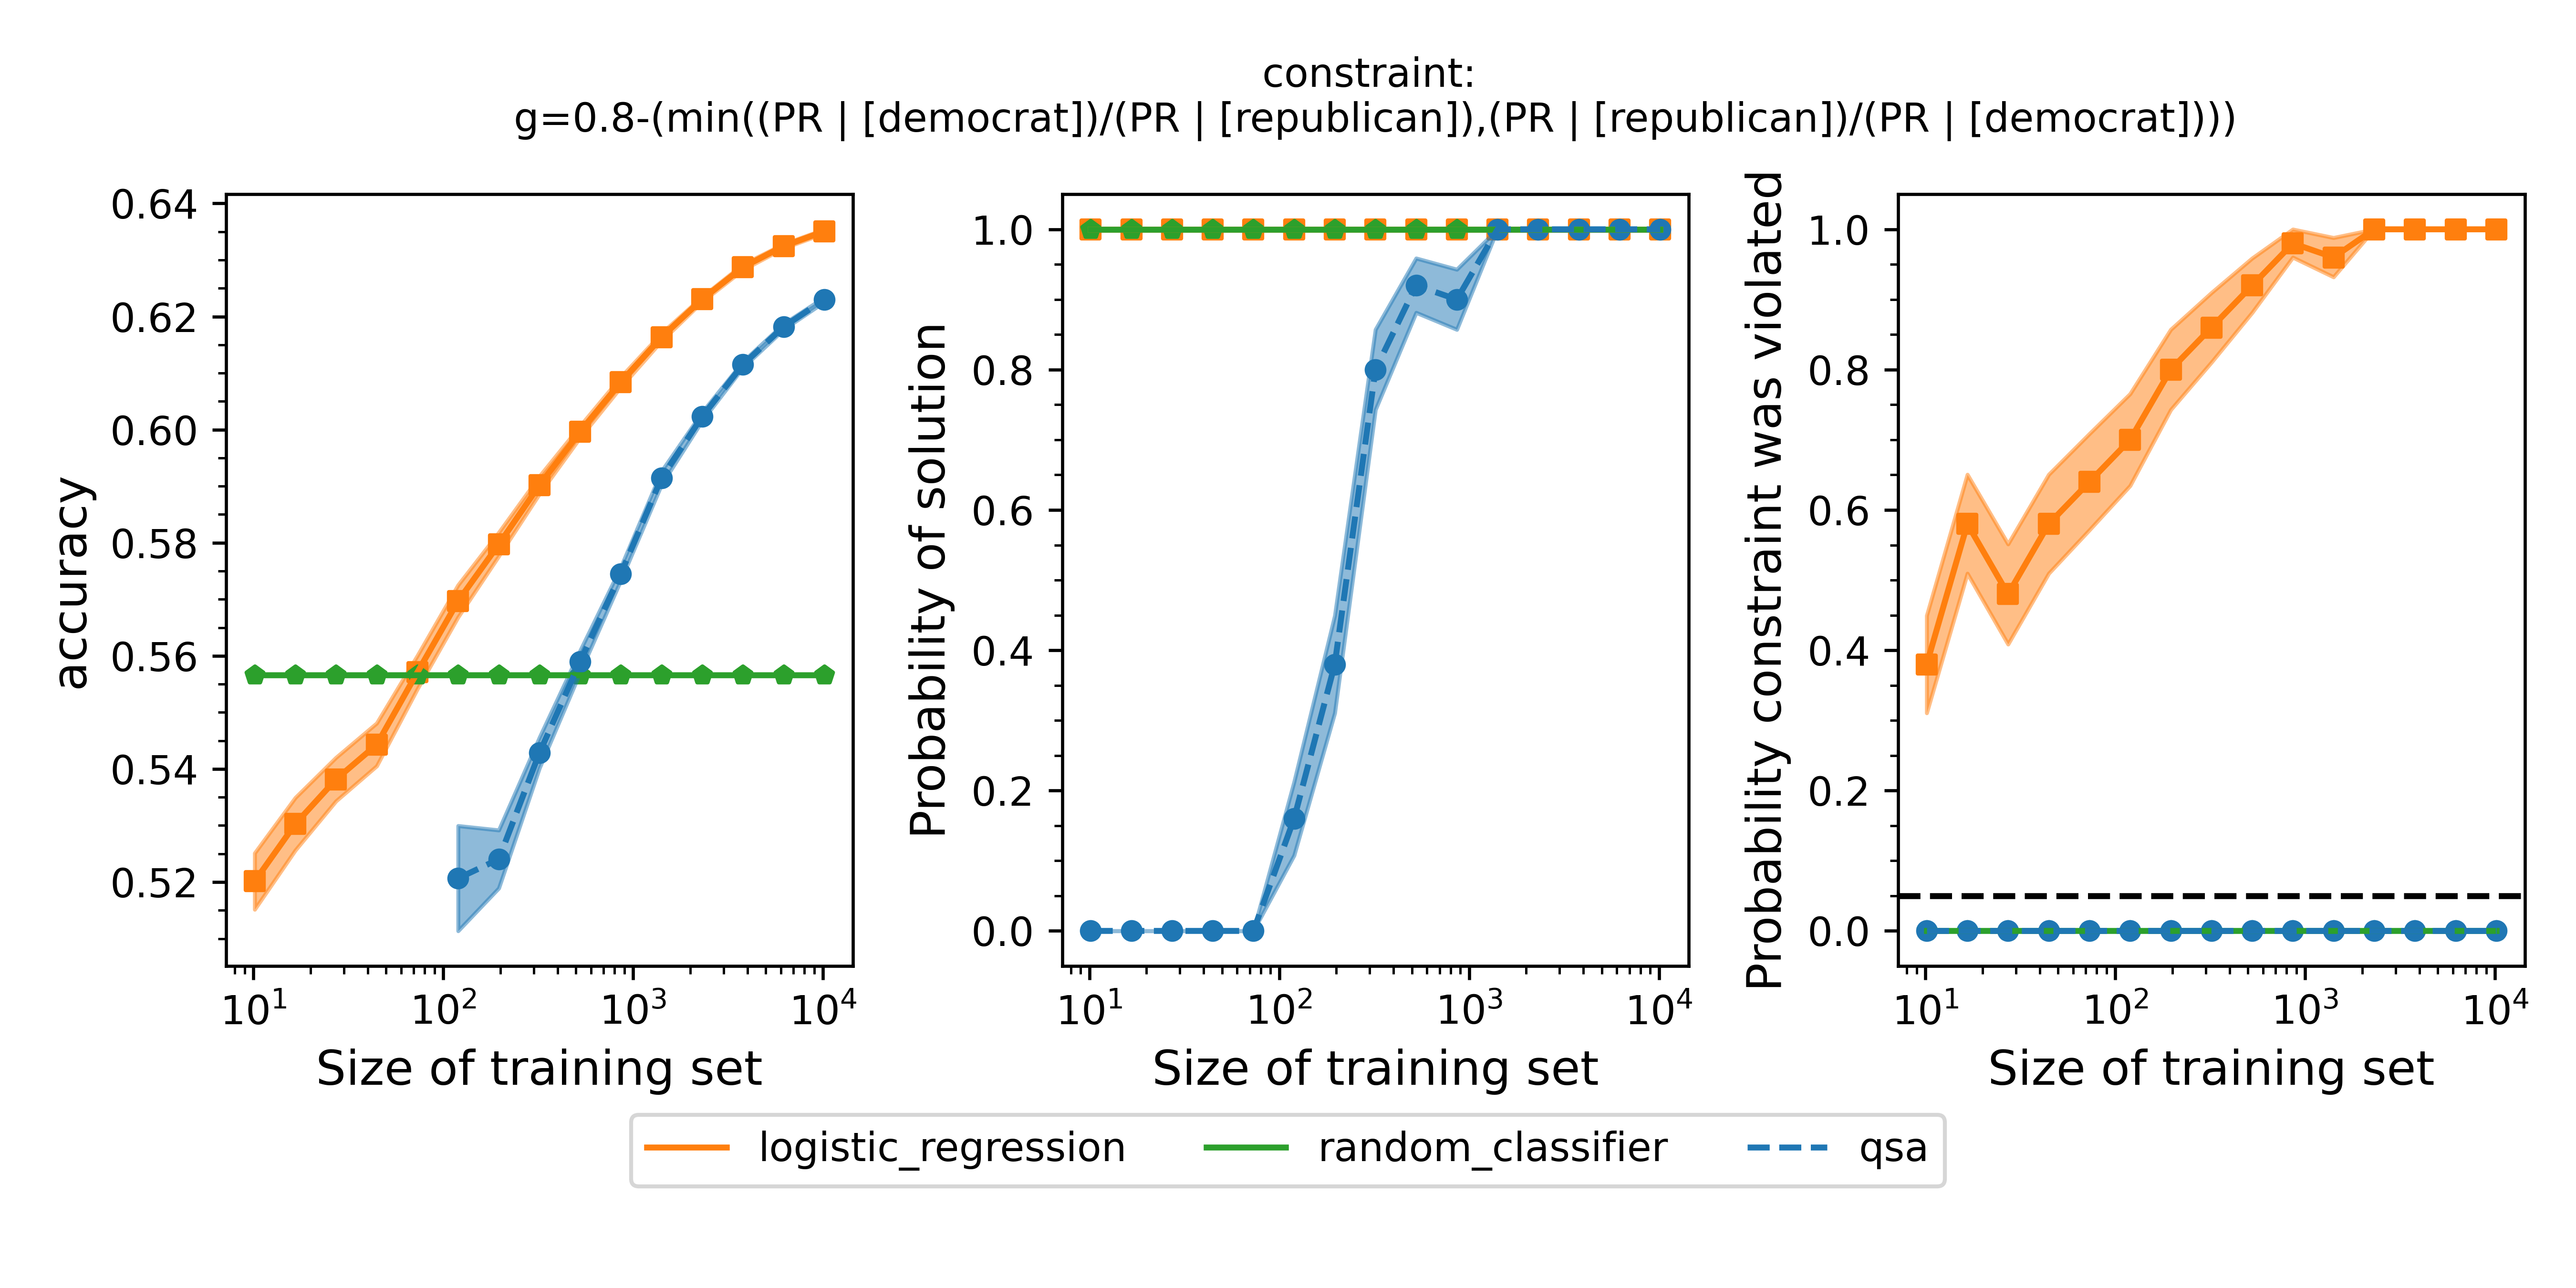 constraint:
g=0.8-(min((PR | [democrat])/(PR | [republican]),(PR | [republican])/(PR | [democrat])))
accuracy
0.64
0.62
0.60
0.58
0.56
0.54
0.52
10¹ 10² 10³ 10⁴
Size of training set
Probability of solution
1.0
0.8
0.6
0.4
0.2
0.0
10¹ 10² 10³ 10⁴
Size of training set
Probability constraint was violated
1.0
0.8
0.6
0.4
0.2
0.0
10¹ 10² 10³ 10⁴
Size of training set
logistic_regression random_classifier qsa